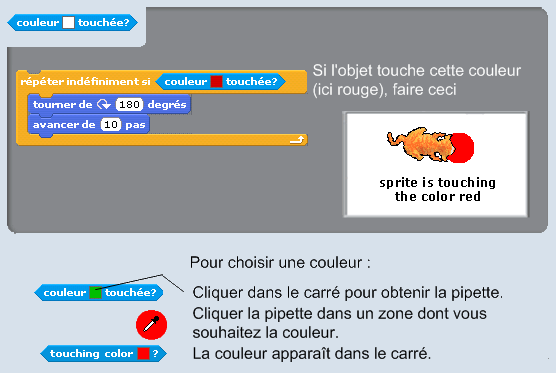 couleur touchée?
répéter indéfiniment si couleur touchée?
tourner de 180 degrés
avancer de 10 pas
Si l'objet touche cette couleur
(ici rouge), faire ceci
sprite is touching
the color red
Pour choisir une couleur :
couleur touchée?
Cliquer dans le carré pour obtenir la pipette.
Cliquer la pipette dans un zone dont vous
souhaitez la couleur.
touching color ?
La couleur apparaît dans le carré.